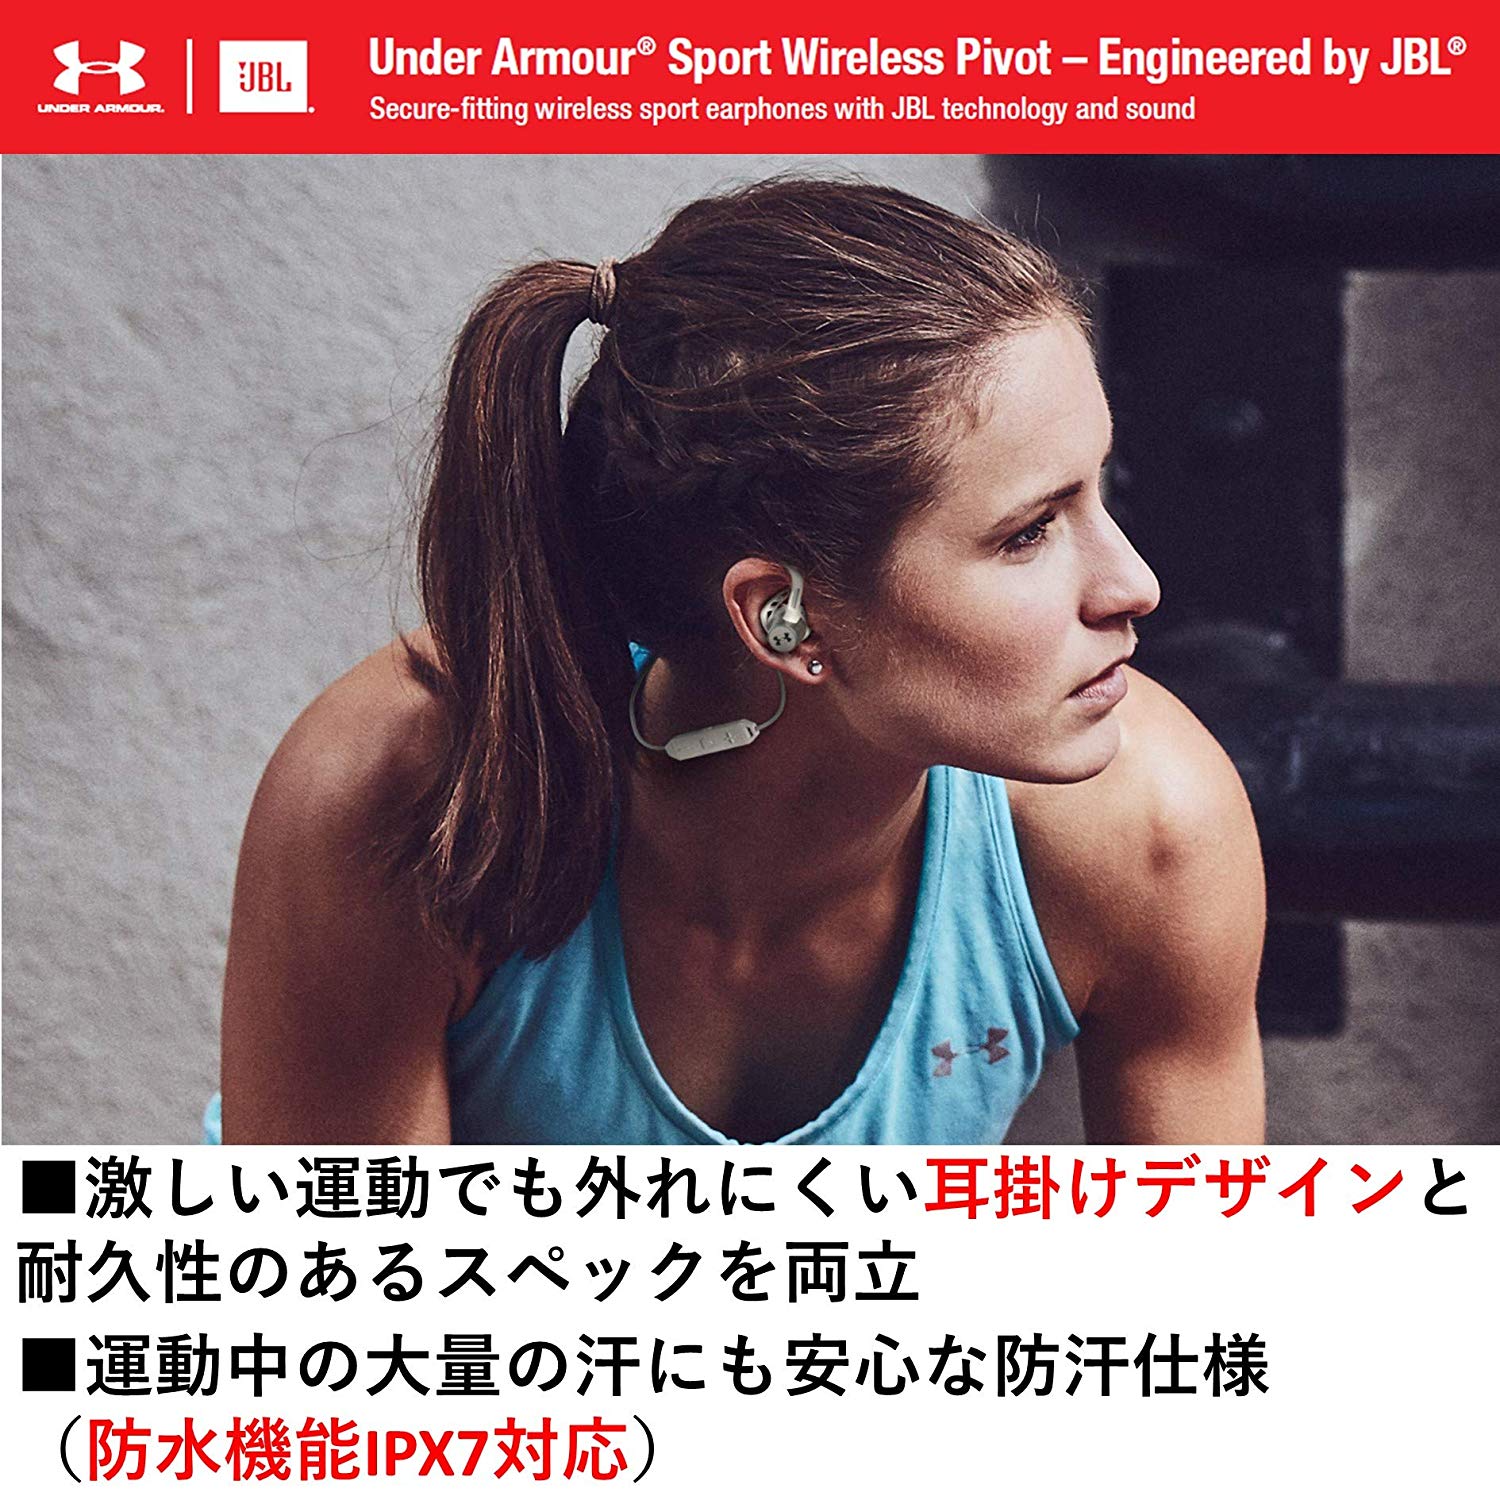 UNDER ARMOUR.
JBL
Under Armour® Sport Wireless Pivot – Engineered by JBL®
Secure-fitting wireless sport earphones with JBL technology and sound
■激しい運動でも外れにくい耳掛けデザインと
耐久性のあるスペックを両立
■運動中の大量の汗にも安心な防汗仕様
（防水機能IPX7対応）